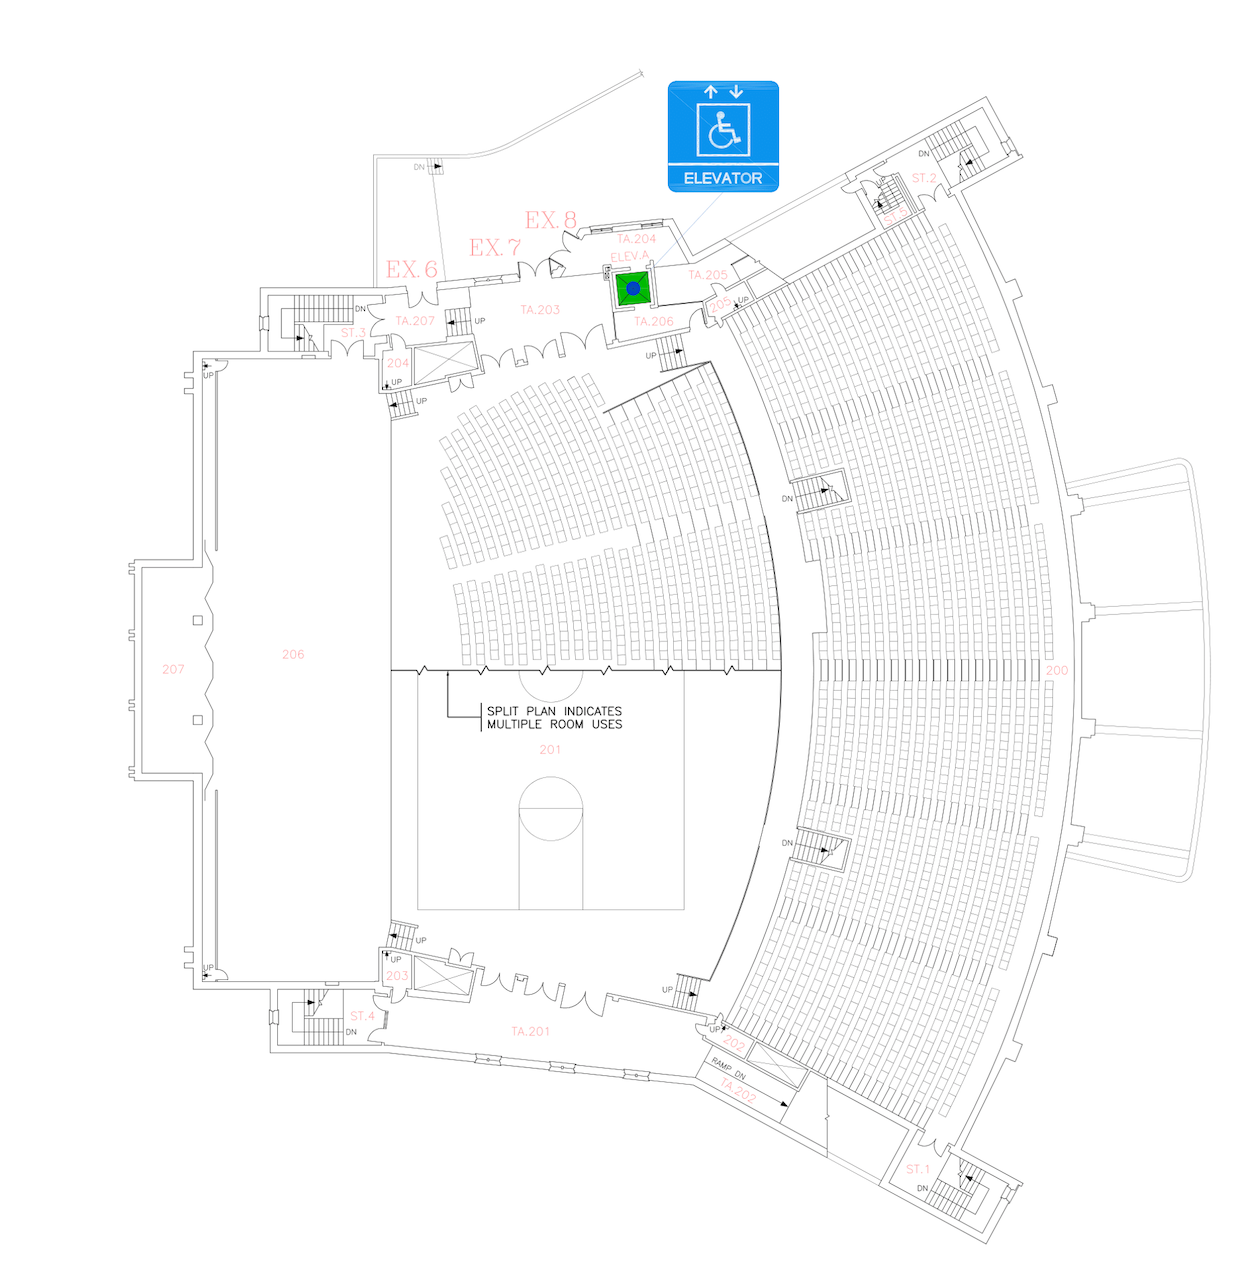 ELEVATOR
DN
DN
ST.2
UP
ST.5
EX.8
EX.7
TA.204
ELEV.A
EX.6
TA.205
205
UP
DN
TA.203
TA.207
UP
TA.206
ST.3
204
UP
UP
UP
UP
DN
206
207
200
SPLIT PLAN INDICATES
MULTIPLE ROOM USES
201
DN
UP
UP
203
UP
UP
ST.4
DN
TA.201
UP
202
RAMP DN
TA.202
ST.1
DN